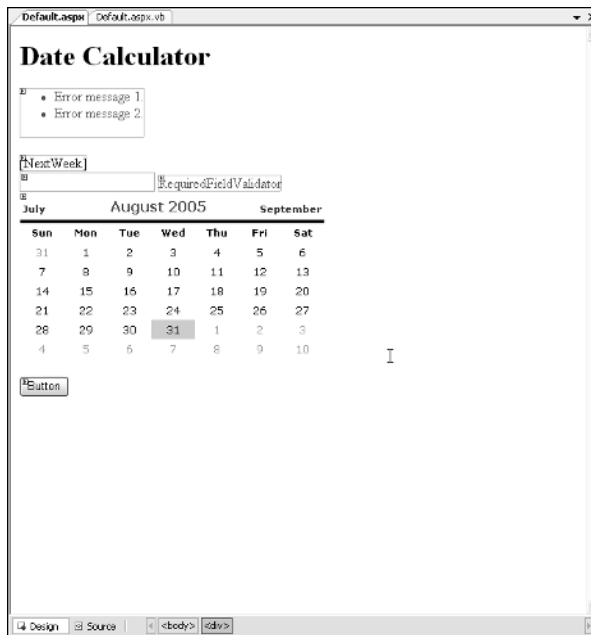 Default.aspx Default.aspx.vb
Date Calculator
• Error message 1.
• Error message 2.
[NextWeek]
RequiredFieldValidator
July August 2005 September
Sun Mon Tue Wed Thu Fri Sat
31 1 2 3 4 5 6
7 8 9 10 11 12 13
14 15 16 17 18 19 20
21 22 23 24 25 26 27
28 29 30 31 1 2 3
4 5 6 7 8 9 10
Button
Design Source <body> <div>